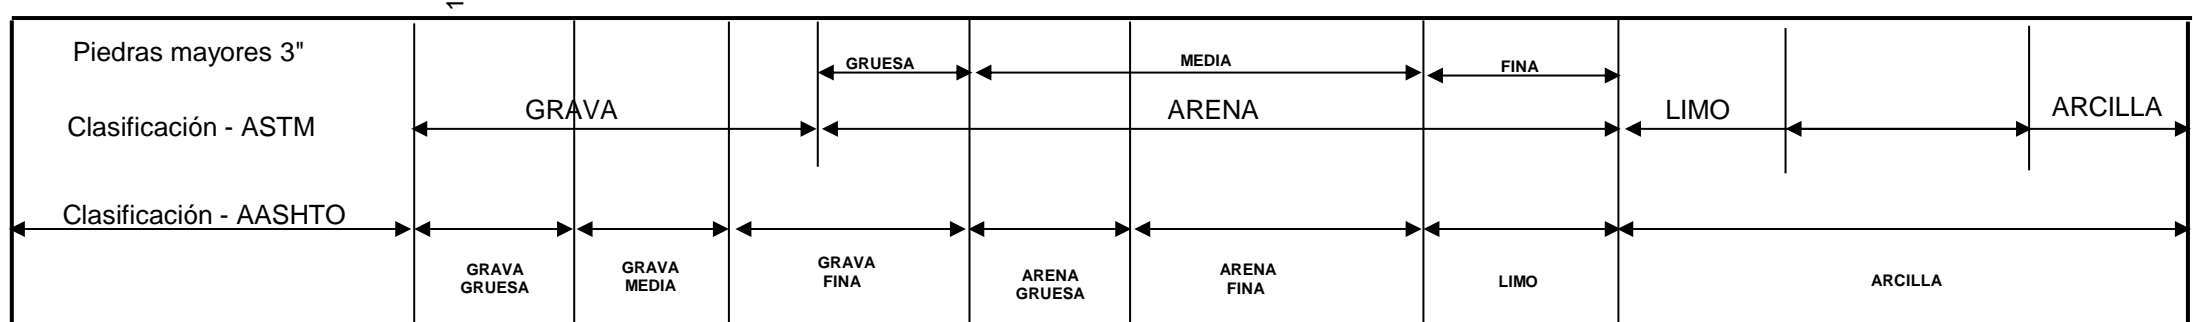 1
Piedras mayores 3"
GRUESA
MEDIA
FINA
GRAVA
ARENA
LIMO
ARCILLA
Clasificación - ASTM
Clasificación - AASHTO
GRAVA
GRUESA
GRAVA
MEDIA
GRAVA
FINA
ARENA
GRUESA
ARENA
FINA
LIMO
ARCILLA